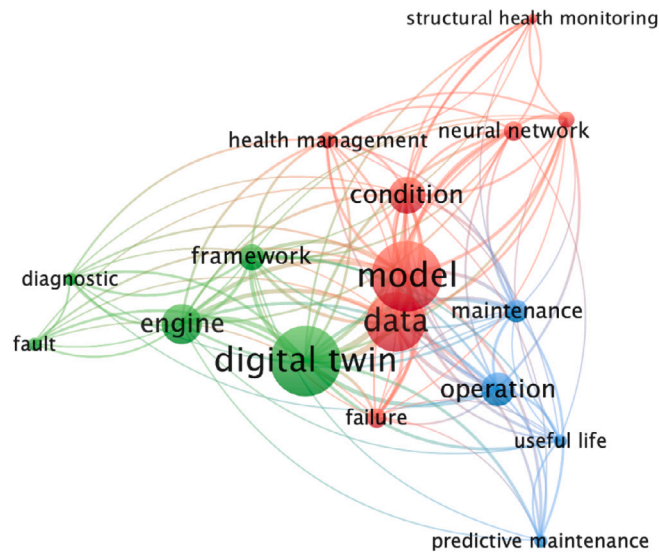 structural health monitoring
health management
neural network
condition
framework
model
diagnostic
data
maintenance
engine
fault
digital twin
operation
failure
useful life
predictive maintenance